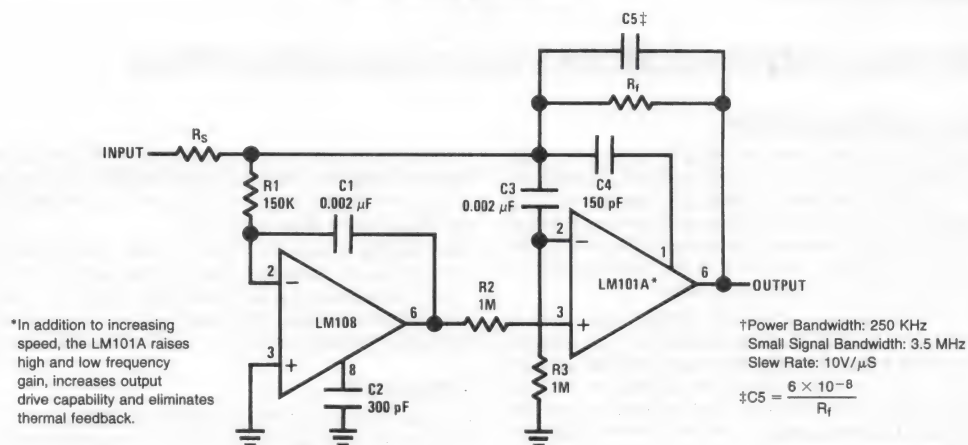 C5‡
Rf
RS
INPUT
R1
150K
C1
0.002 μF
C3
0.002 μF
C4
150 pF
2
3
6
8
LM108
C2
300 pF
R2
1M
2
3
1
6
LM101A*
OUTPUT
R3
1M
*In addition to increasing
speed, the LM101A raises
high and low frequency
gain, increases output
drive capability and eliminates
thermal feedback.
†Power Bandwidth: 250 KHz
Small Signal Bandwidth: 3.5 MHz
Slew Rate: 10V/μS
‡C5 = 6 × 10−8 / Rf